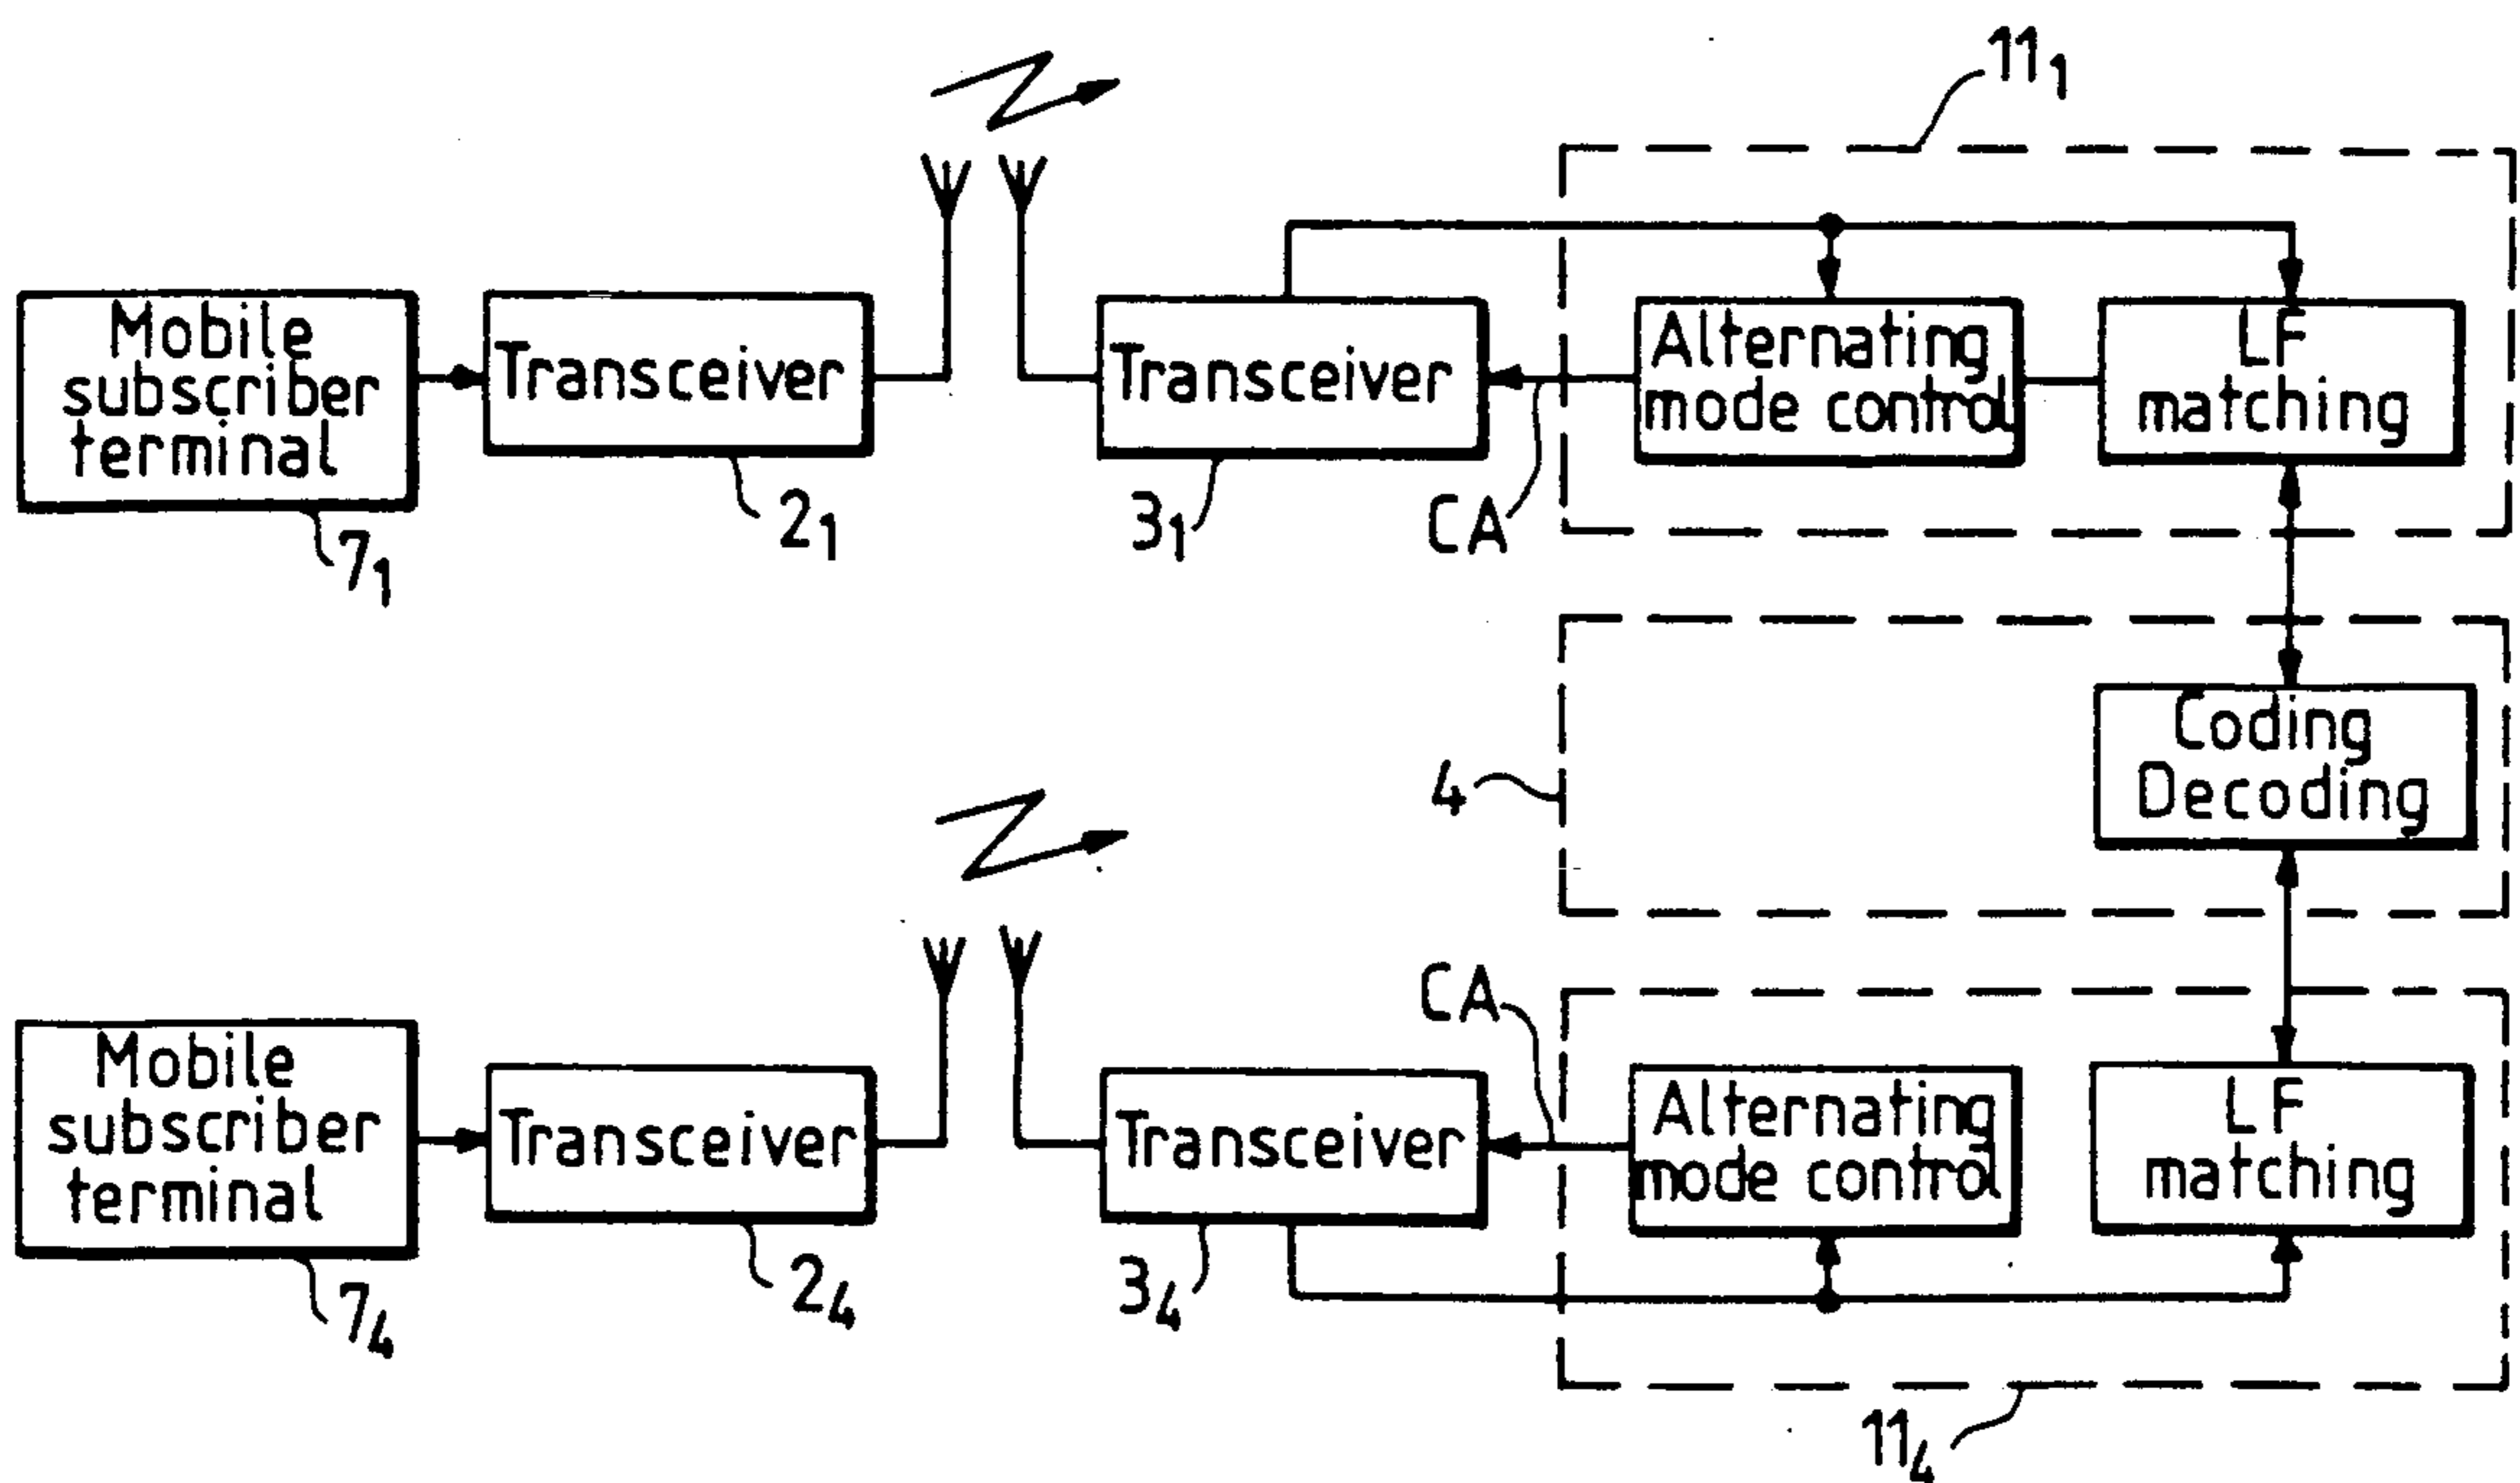 11₁
Mobile
subscriber
terminal
Transceiver
Transceiver
Alternating
mode control
LF
matching
7₁
2₁
3₁
CA
4
Coding
Decoding
CA
Mobile
subscriber
terminal
Transceiver
Transceiver
Alternating
mode control
LF
matching
7₄
2₄
3₄
11₄